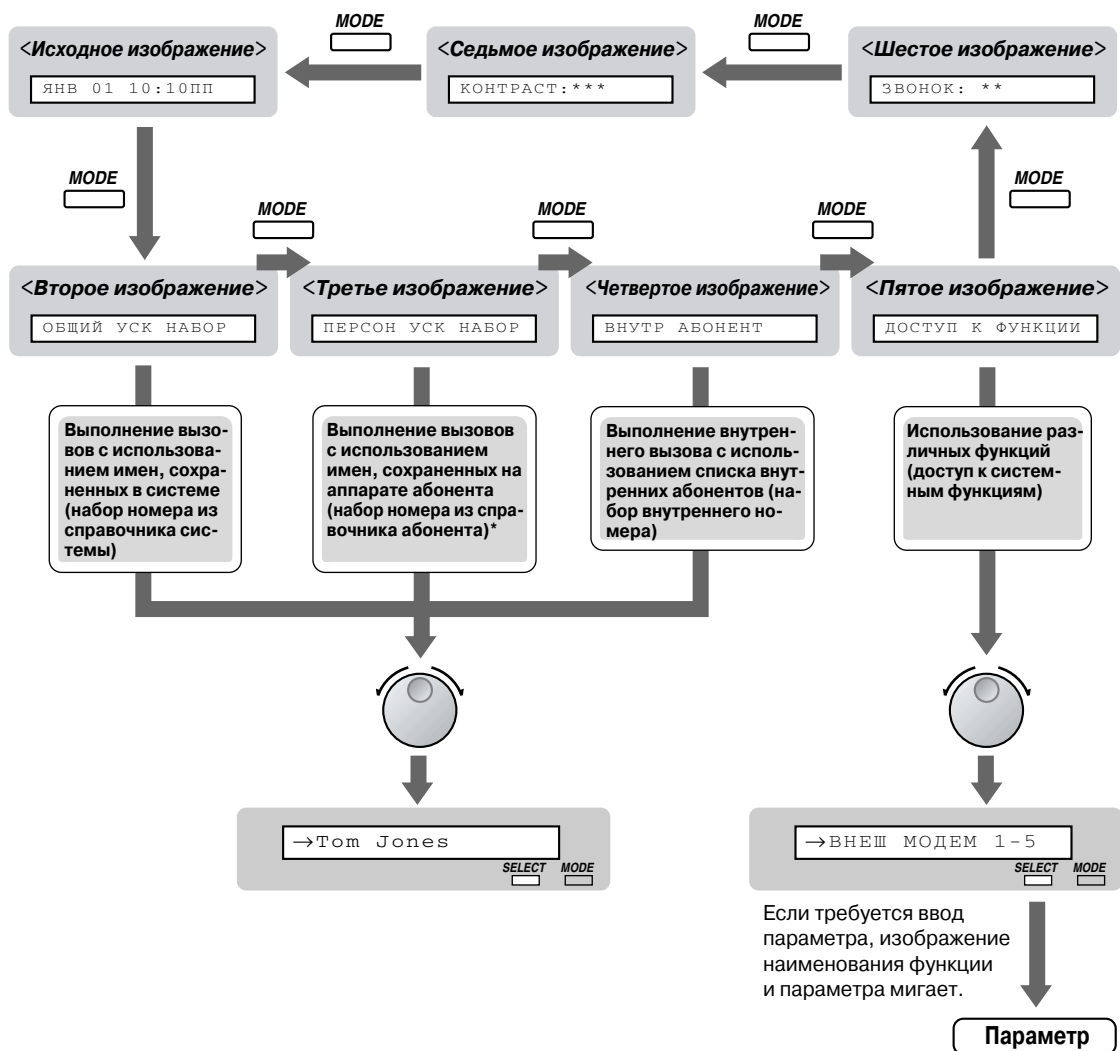 MODE
MODE
<Исходное изображение>
ЯНВ 01 10:10ПП
<Седьмое изображение>
КОНТРАСТ:***
<Шестое изображение>
ЗВОНОК: **
MODE
MODE
MODE
MODE
MODE
<Второе изображение>
ОБЩИЙ УСК НАБОР
<Третье изображение>
ПЕРСОН УСК НАБОР
<Четвертое изображение>
ВНУТР АБОНЕНТ
<Пятое изображение>
ДОСТУП К ФУНКЦИИ
Выполнение вызо-
вов с использова-
нием имен, сохра-
ненных в системе
(набор номера из
справочника сис-
темы)
Выполнение вызовов
с использованием
имен, сохраненных на
аппарате абонента
(набор номера из спра-
вочника абонента)*
Выполнение внутрен-
него вызова с исполь-
зованием списка внут-
ренних абонентов (на-
бор внутреннего но-
мера)
Использование раз-
личных функций
(доступ к систем-
ным функциям)
→Tom Jones
SELECT MODE
→ВНЕШ МОДЕМ 1-5
SELECT MODE
Если требуется ввод
параметра, изображение
наименования функции
и параметра мигает.
Параметр